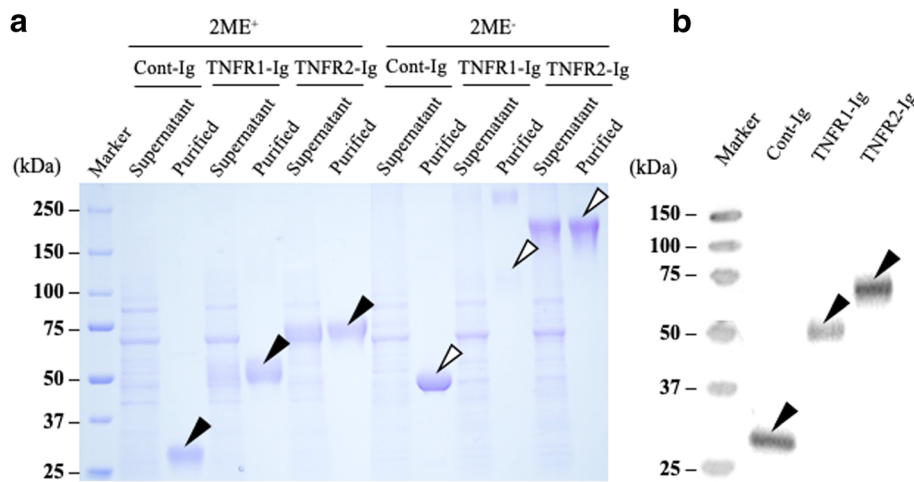 a
2ME⁺ 2ME⁻
Cont-Ig TNFR1-Ig TNFR2-Ig Cont-Ig TNFR1-Ig TNFR2-Ig
(kDa) Marker Supernatant Purified Supernatant Purified Supernatant Purified Supernatant Purified Supernatant Purified Supernatant Purified
250
150
100
75
50
37
25
b
(kDa) Marker Cont-Ig TNFR1-Ig TNFR2-Ig
150
100
75
50
37
25